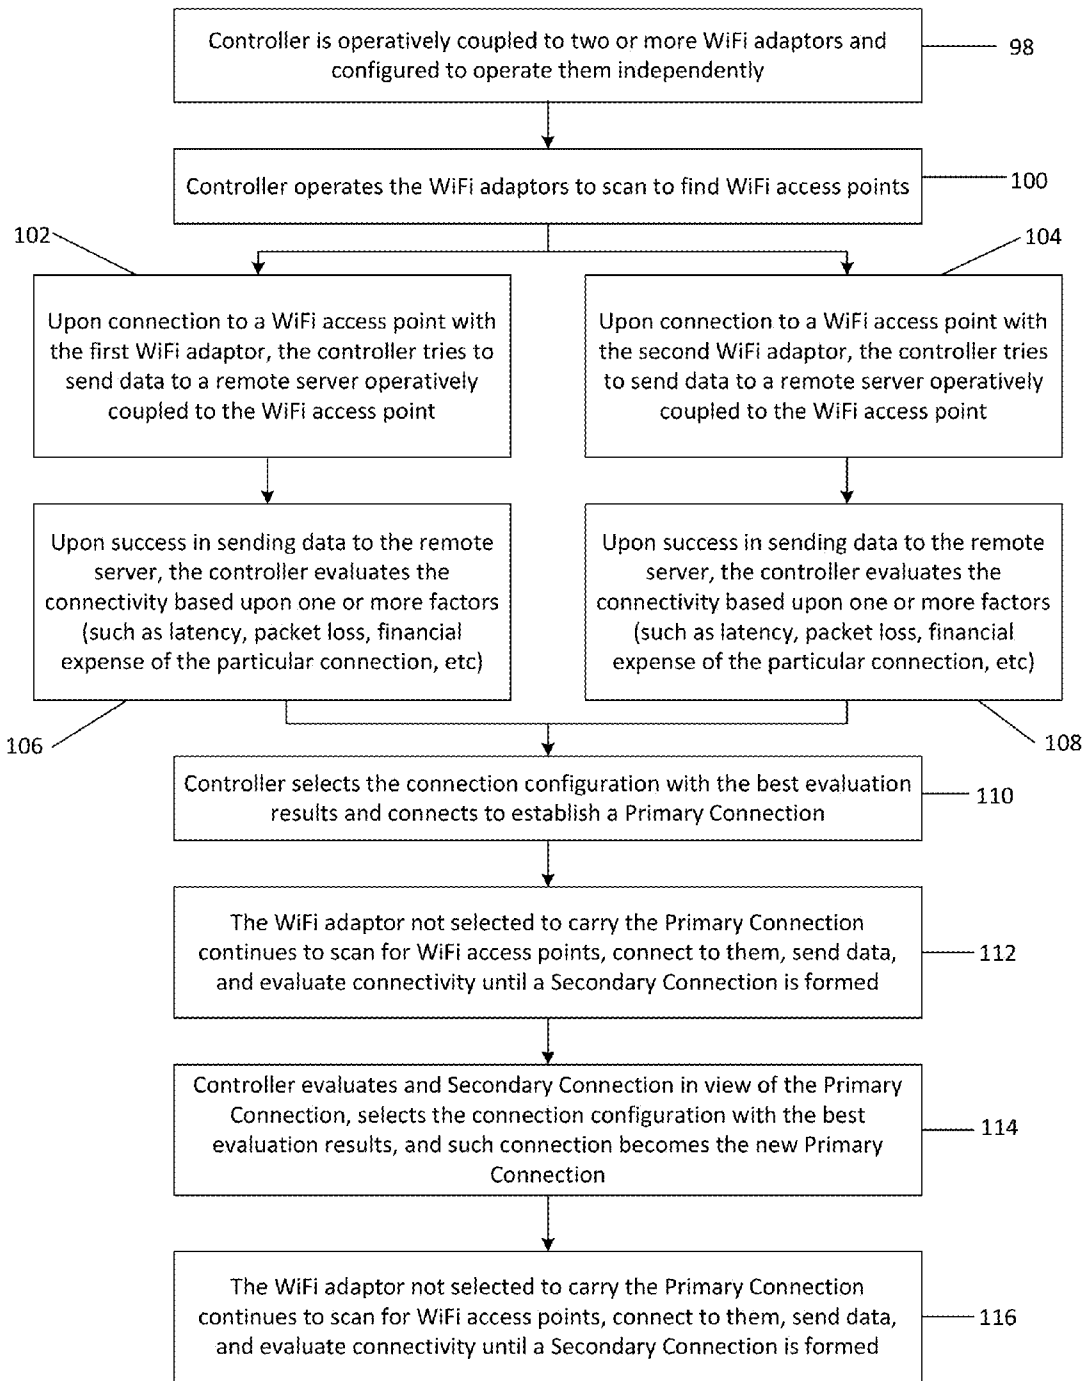 Controller is operatively coupled to two or more WiFi adaptors and
configured to operate them independently
98
Controller operates the WiFi adaptors to scan to find WiFi access points
100
102
104
Upon connection to a WiFi access point with
the first WiFi adaptor, the controller tries to
send data to a remote server operatively
coupled to the WiFi access point
Upon connection to a WiFi access point with
the second WiFi adaptor, the controller tries
to send data to a remote server operatively
coupled to the WiFi access point
Upon success in sending data to the remote
server, the controller evaluates the
connectivity based upon one or more factors
(such as latency, packet loss, financial
expense of the particular connection, etc)
Upon success in sending data to the remote
server, the controller evaluates the
connectivity based upon one or more factors
(such as latency, packet loss, financial
expense of the particular connection, etc)
106
108
Controller selects the connection configuration with the best evaluation
results and connects to establish a Primary Connection
110
The WiFi adaptor not selected to carry the Primary Connection
continues to scan for WiFi access points, connect to them, send data,
and evaluate connectivity until a Secondary Connection is formed
112
Controller evaluates and Secondary Connection in view of the Primary
Connection, selects the connection configuration with the best
evaluation results, and such connection becomes the new Primary
Connection
114
The WiFi adaptor not selected to carry the Primary Connection
continues to scan for WiFi access points, connect to them, send data,
and evaluate connectivity until a Secondary Connection is formed
116